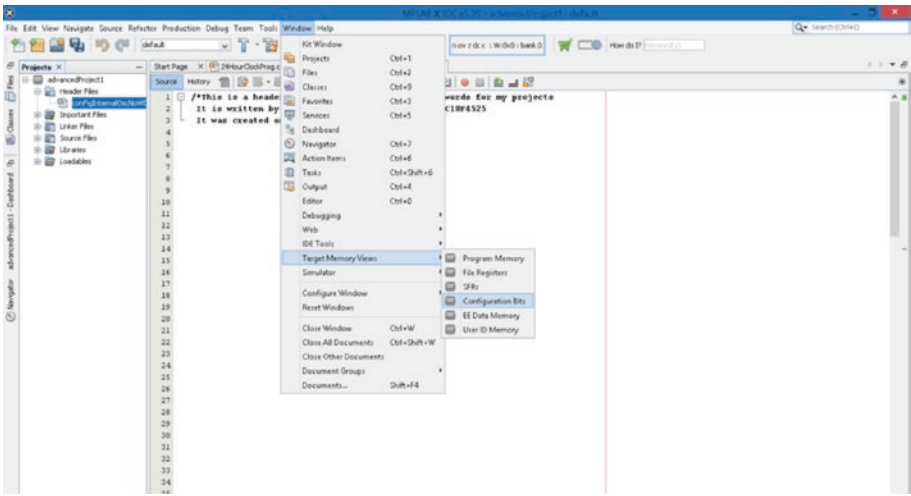 MPLAB X IDE v5.25 - advancedProject1 : default
File Edit View Navigate Source Refactor Production Debug Team Tools Window Help
Search (Ctrl+I)
default
How do I?
Projects
Start Page
24HourClockProg.c
advancedProject1
Header Files
Important Files
Linker Files
Source Files
Libraries
Loadables
Source History
Kit Window
Projects Ctrl+1
Files Ctrl+2
Classes Ctrl+9
Favorites Ctrl+3
Services Ctrl+5
Dashboard
Navigator Ctrl+7
Action Items Ctrl+6
Tasks Ctrl+Shift+6
Output Ctrl+4
Editor Ctrl+0
Debugging
Web
IDE Tools
Target Memory Views
Simulator
Configure Window
Reset Windows
Close Window Ctrl+W
Close All Documents Ctrl+Shift+W
Close Other Documents
Document Groups
Documents... Shift+F4
Program Memory
File Registers
SFRs
Configuration Bits
EE Data Memory
User ID Memory
1 /*This is a heade
words for my projects
2 It is written by
C18F4525
3 It was created o
4
5
6
7
8
9
10
11
12
13
14
15
16
17
18
19
20
21
22
23
24
25
26
27
28
29
30
31
32
33
34
Files
Classes
advancedProject1 - Dashboard
Navigator